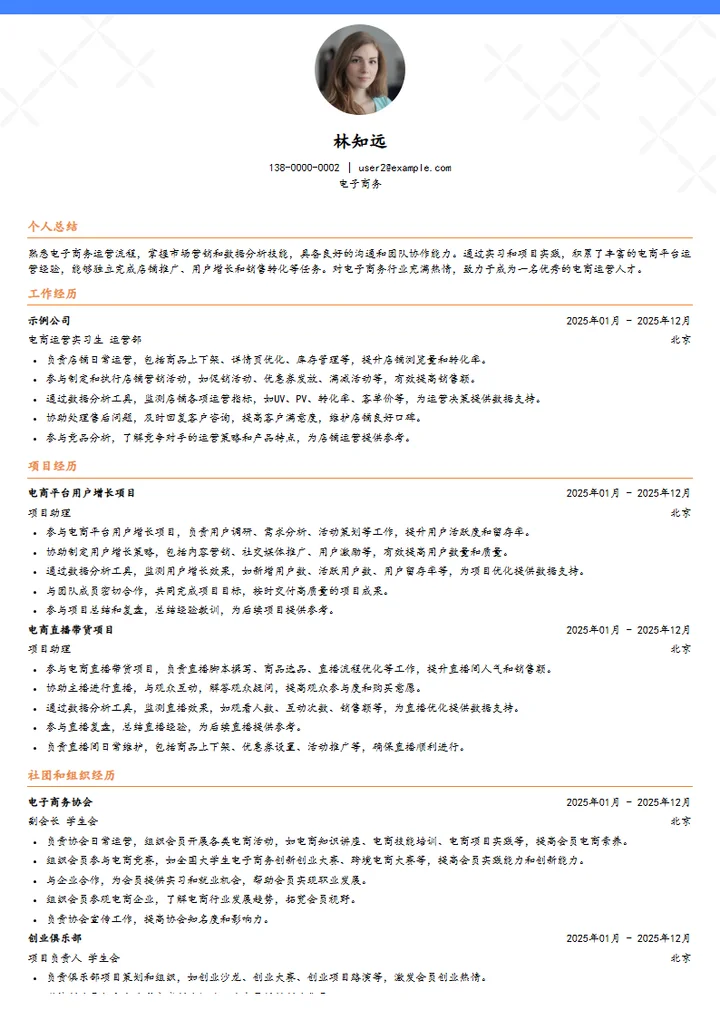 林知远
138-0000-0002 | user2@example.com
电子商务
个人总结
熟悉电子商务运营流程，掌握市场营销和数据分析技能，具备良好的沟通和团队协作能力。通过实习和项目实践，积累了丰富的电商平台运
营经验，能够独立完成店铺推广、用户增长和销售转化等任务。对电子商务行业充满热情，致力于成为一名优秀的电商运营人才。
工作经历
示例公司 2025年01月 - 2025年12月
电商运营实习生 运营部 北京
• 负责店铺日常运营，包括商品上下架、详情页优化、库存管理等，提升店铺浏览量和转化率。
• 参与制定和执行店铺营销活动，如促销活动、优惠券发放、满减活动等，有效提高销售额。
• 通过数据分析工具，监测店铺各项运营指标，如UV、PV、转化率、客单价等，为运营决策提供数据支持。
• 协助处理售后问题，及时回复客户咨询，提高客户满意度，维护店铺良好口碑。
• 参与竞品分析，了解竞争对手的运营策略和产品特点，为店铺运营提供参考。
项目经历
电商平台用户增长项目 2025年01月 - 2025年12月
项目助理 北京
• 参与电商平台用户增长项目，负责用户调研、需求分析、活动策划等工作，提升用户活跃度和留存率。
• 协助制定用户增长策略，包括内容营销、社交媒体推广、用户激励等，有效提高用户数量和质量。
• 通过数据分析工具，监测用户增长效果，如新增用户数、活跃用户数、用户留存率等，为项目优化提供数据支持。
• 与团队成员密切合作，共同完成项目目标，按时交付高质量的项目成果。
• 参与项目总结和复盘，总结经验教训，为后续项目提供参考。
电商直播带货项目 2025年01月 - 2025年12月
项目助理 北京
• 参与电商直播带货项目，负责直播脚本撰写、商品选品、直播流程优化等工作，提升直播间人气和销售额。
• 协助主播进行直播，与观众互动，解答观众疑问，提高观众参与度和购买意愿。
• 通过数据分析工具，监测直播效果，如观看人数、互动次数、销售额等，为直播优化提供数据支持。
• 参与直播复盘，总结直播经验，为后续直播提供参考。
• 负责直播间日常维护，包括商品上下架、优惠券设置、活动推广等，确保直播顺利进行。
社团和组织经历
电子商务协会 2025年01月 - 2025年12月
副会长 学生会 北京
• 负责协会日常运营，组织会员开展各类电商活动，如电商知识讲座、电商技能培训、电商项目实践等，提高会员电商素养。
• 组织会员参与电商竞赛，如全国大学生电子商务创新创业大赛、跨境电商大赛等，提高会员实践能力和创新能力。
• 与企业合作，为会员提供实习和就业机会，帮助会员实现职业发展。
• 组织会员参观电商企业，了解电商行业发展趋势，拓宽会员视野。
• 负责协会宣传工作，提高协会知名度和影响力。
创业俱乐部 2025年01月 - 2025年12月
项目负责人 学生会 北京
• 负责俱乐部项目策划和组织，如创业沙龙、创业大赛、创业项目路演等，激发会员创业热情。